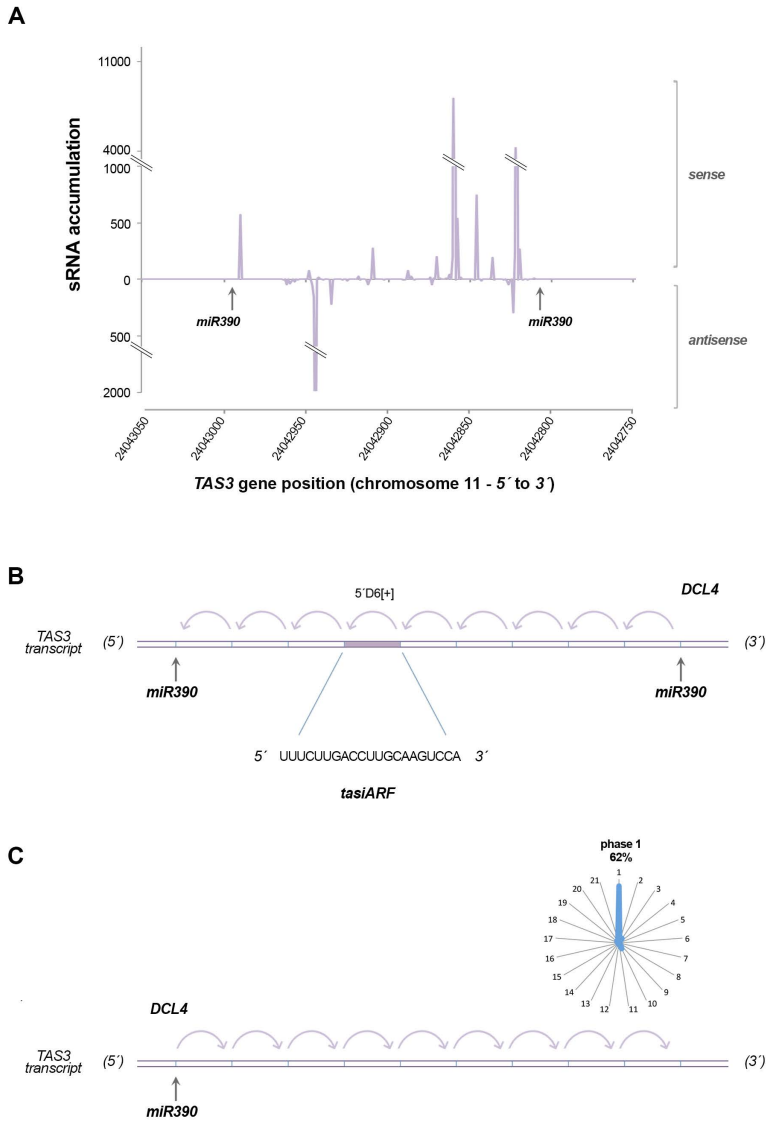 A
11000
4000
1000
500
0
500
2000
sRNA accumulation
sense
antisense
miR390
miR390
24043050
24043000
24042950
24042900
24042850
24042800
24042750
TAS3 gene position (chromosome 11 - 5´ to 3´)
B
5´D6[+]
DCL4
TAS3
transcript
(5´)
(3´)
miR390
miR390
5´ UUUCUUGACCUUGCAAGUCCA 3´
tasiARF
C
phase 1
62%
1
2
3
4
5
6
7
8
9
10
11
12
13
14
15
16
17
18
19
20
21
DCL4
TAS3
transcript
(5´)
(3´)
miR390